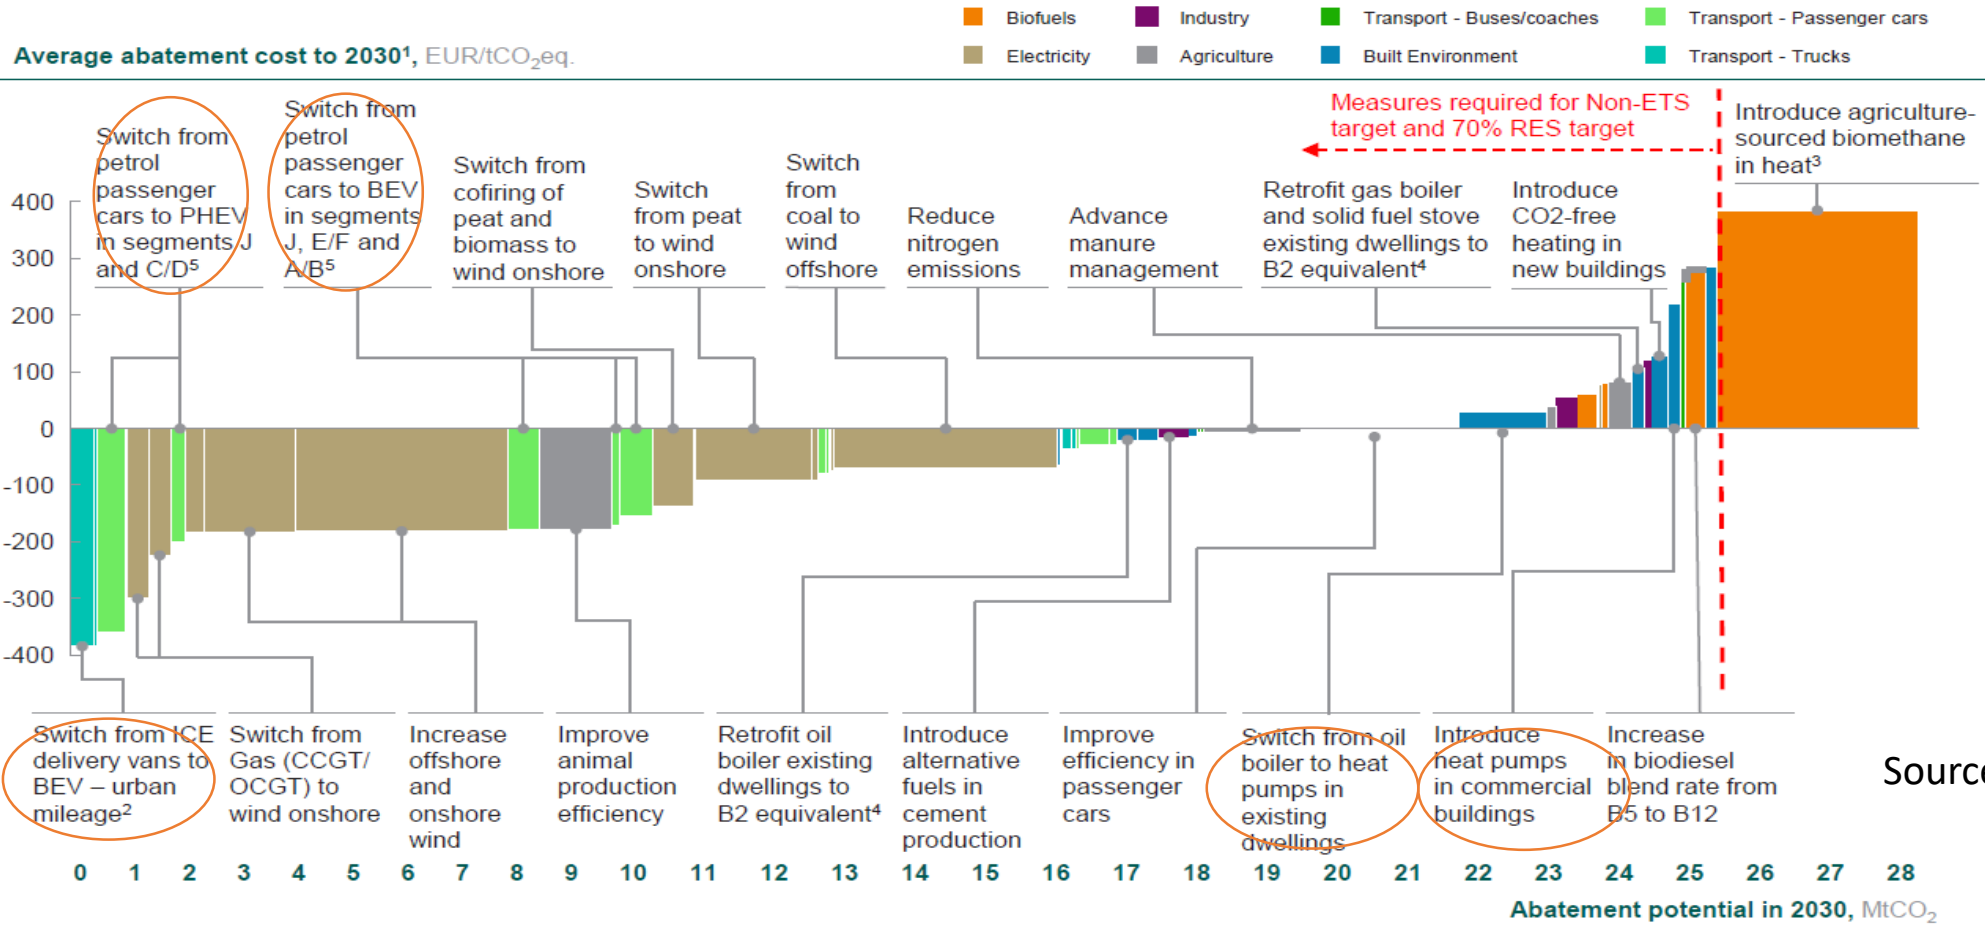 Biofuels
Industry
Transport - Buses/coaches
Transport - Passenger cars
Average abatement cost to 2030¹, EUR/tCO₂eq.
Electricity
Agriculture
Built Environment
Transport - Trucks
Switch from
petrol
passenger
cars to PHEV
in segments J
and C/D⁵
Switch from
petrol
passenger
cars to BEV
in segments
J, E/F and
A/B⁵
Switch from
cofiring of
peat and
biomass to
wind onshore
Switch
from peat
to wind
onshore
Switch
from
coal to
wind
offshore
Reduce
nitrogen
emissions
Advance
manure
management
Measures required for Non-ETS
target and 70% RES target
Retrofit gas boiler
and solid fuel stove
existing dwellings to
B2 equivalent⁴
Introduce
CO2-free
heating in
new buildings
Introduce agriculture-
sourced biomethane
in heat³
400
300
200
100
0
-100
-200
-300
-400
Switch from ICE
delivery vans to
BEV – urban
mileage²
Switch from
Gas (CCGT/
OCGT) to
wind onshore
Increase
offshore
and
onshore
wind
Improve
animal
production
efficiency
Retrofit oil
boiler existing
dwellings to
B2 equivalent⁴
Introduce
alternative
fuels in
cement
production
Improve
efficiency in
passenger
cars
Switch from oil
boiler to heat
pumps in
existing
dwellings
Introduce
heat pumps
in commercial
buildings
Increase
in biodiesel
blend rate from
B5 to B12
Source
0 1 2 3 4 5 6 7 8 9 10 11 12 13 14 15 16 17 18 19 20 21 22 23 24 25 26 27 28
Abatement potential in 2030, MtCO₂